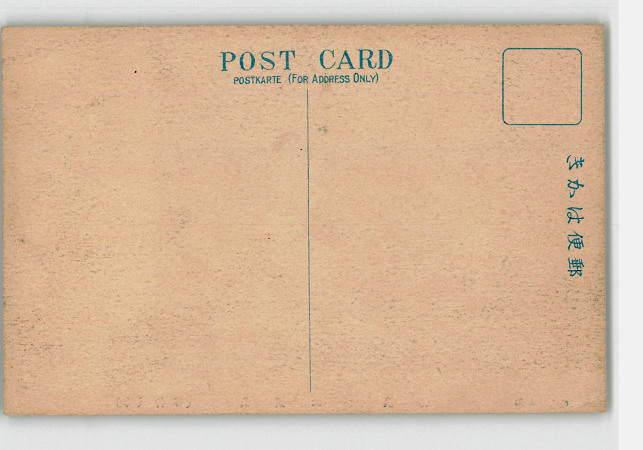 POST CARD
POSTKARTE (FOR ADDRESS ONLY)
郵便はかき